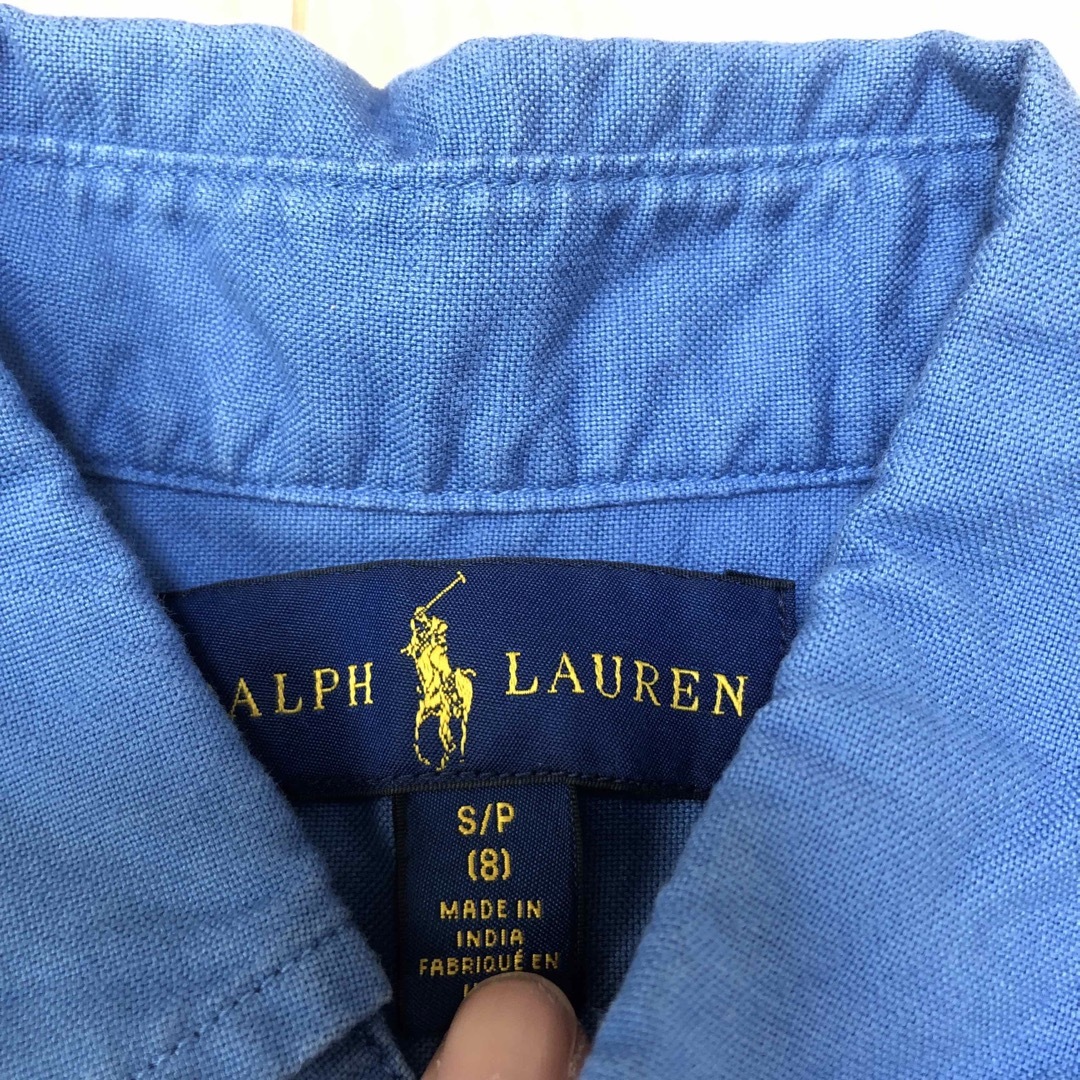 ALPH LAUREN
S/P
(8)
MADE IN
INDIA
FABRIQUÉ EN